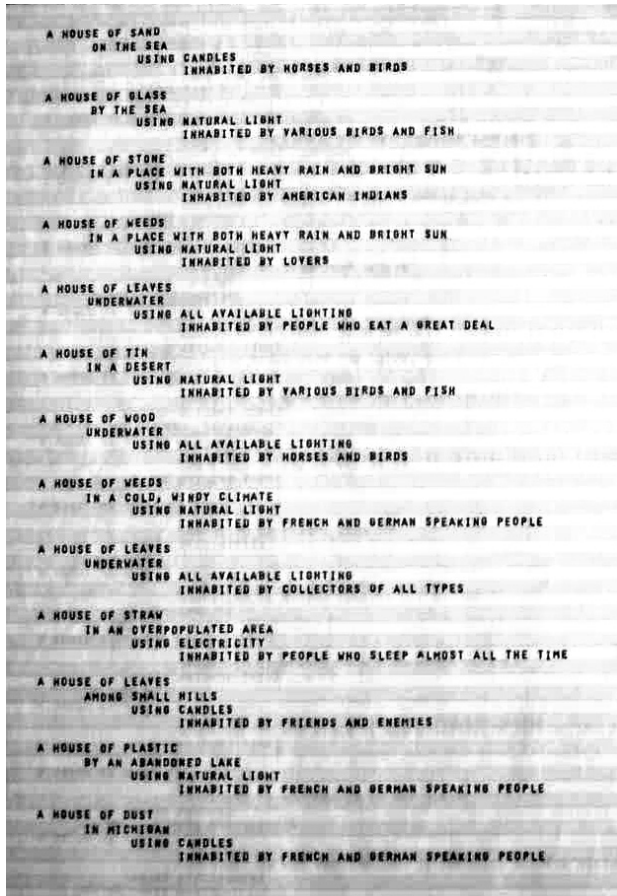 A HOUSE OF SAND
ON THE SEA
USING CANDLES
INHABITED BY HORSES AND BIRDS
A HOUSE OF GLASS
BY THE SEA
USING NATURAL LIGHT
INHABITED BY VARIOUS BIRDS AND FISH
A HOUSE OF STONE
IN A PLACE WITH BOTH HEAVY RAIN AND BRIGHT SUN
USING NATURAL LIGHT
INHABITED BY AMERICAN INDIANS
A HOUSE OF WEEDS
IN A PLACE WITH BOTH HEAVY RAIN AND BRIGHT SUN
USING NATURAL LIGHT
INHABITED BY LOVERS
A HOUSE OF LEAVES
UNDERWATER
USING ALL AVAILABLE LIGHTING
INHABITED BY PEOPLE WHO EAT A GREAT DEAL
A HOUSE OF TIN
IN A DESERT
USING NATURAL LIGHT
INHABITED BY VARIOUS BIRDS AND FISH
A HOUSE OF WOOD
UNDERWATER
USING ALL AVAILABLE LIGHTING
INHABITED BY HORSES AND BIRDS
A HOUSE OF WEEDS
IN A COLD, WINDY CLIMATE
USING NATURAL LIGHT
INHABITED BY FRENCH AND GERMAN SPEAKING PEOPLE
A HOUSE OF LEAVES
UNDERWATER
USING ALL AVAILABLE LIGHTING
INHABITED BY COLLECTORS OF ALL TYPES
A HOUSE OF STRAW
IN AN OVERPOPULATED AREA
USING ELECTRICITY
INHABITED BY PEOPLE WHO SLEEP ALMOST ALL THE TIME
A HOUSE OF LEAVES
AMONG SMALL HILLS
USING CANDLES
INHABITED BY FRIENDS AND ENEMIES
A HOUSE OF PLASTIC
BY AN ABANDONED LAKE
USING NATURAL LIGHT
INHABITED BY FRENCH AND GERMAN SPEAKING PEOPLE
A HOUSE OF DUST
IN MICHIGAN
USING CANDLES
INHABITED BY FRENCH AND GERMAN SPEAKING PEOPLE